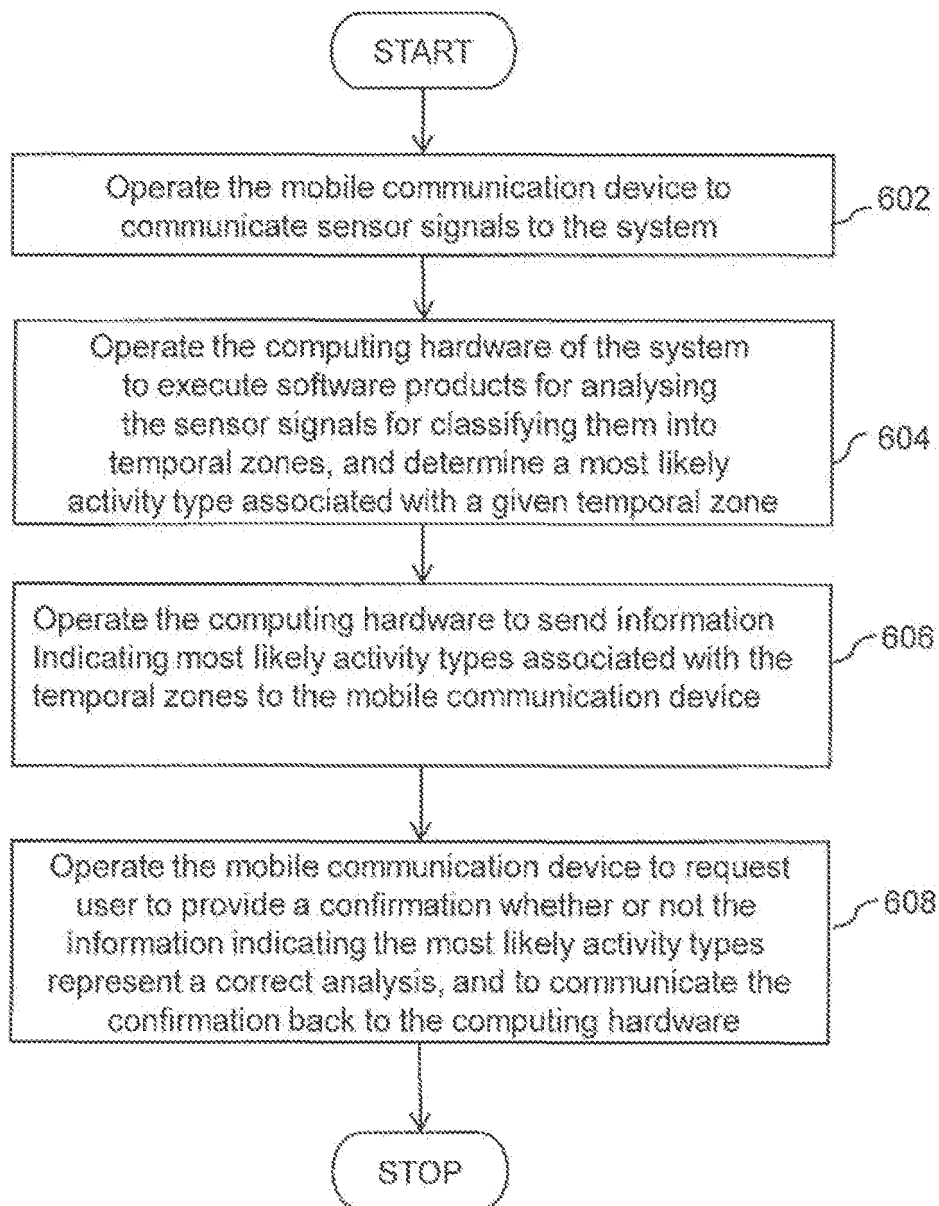 START
Operate the mobile communication device to
communicate sensor signals to the system
602
Operate the computing hardware of the system
to execute software products for analysing
the sensor signals for classifying them into
temporal zones, and determine a most likely
activity type associated with a given temporal zone
604
Operate the computing hardware to send information
Indicating most likely activity types associated with the
temporal zones to the mobile communication device
606
Operate the mobile communication device to request
user to provide a confirmation whether or not the
information indicating the most likely activity types
represent a correct analysis, and to communicate the
confirmation back to the computing hardware
608
STOP